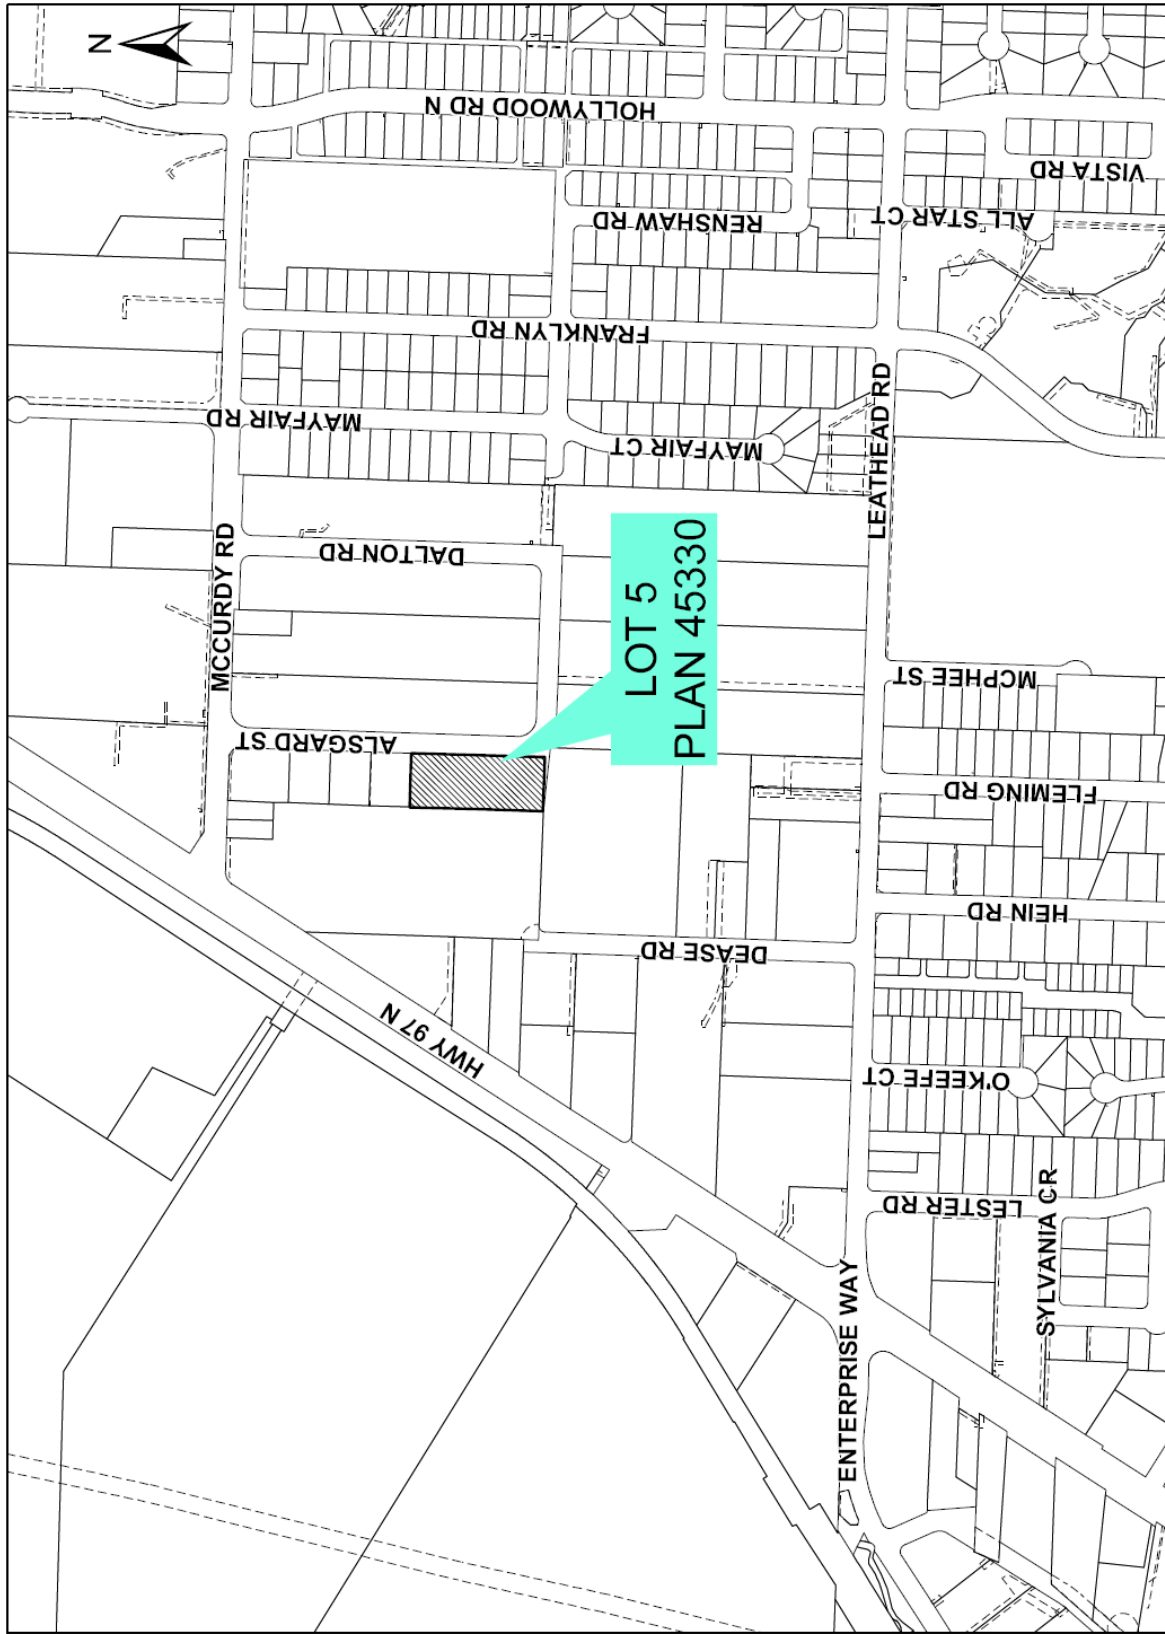 N
HOLLYWOOD RD N
VISTA RD
RENSHAW RD
ALL STAR CT
FRANKLYN RD
MAYFAIR RD
MAYFAIR CT
LEATHEAD RD
DALTON RD
MCCURDY RD
LOT 5
PLAN 45330
MCPHEE ST
ALSGARD ST
FLEMING RD
HEIN RD
DEASE RD
HWY 97 N
O'KEEFE CT
LESTER RD
SYLVANIA CR
ENTERPRISE WAY